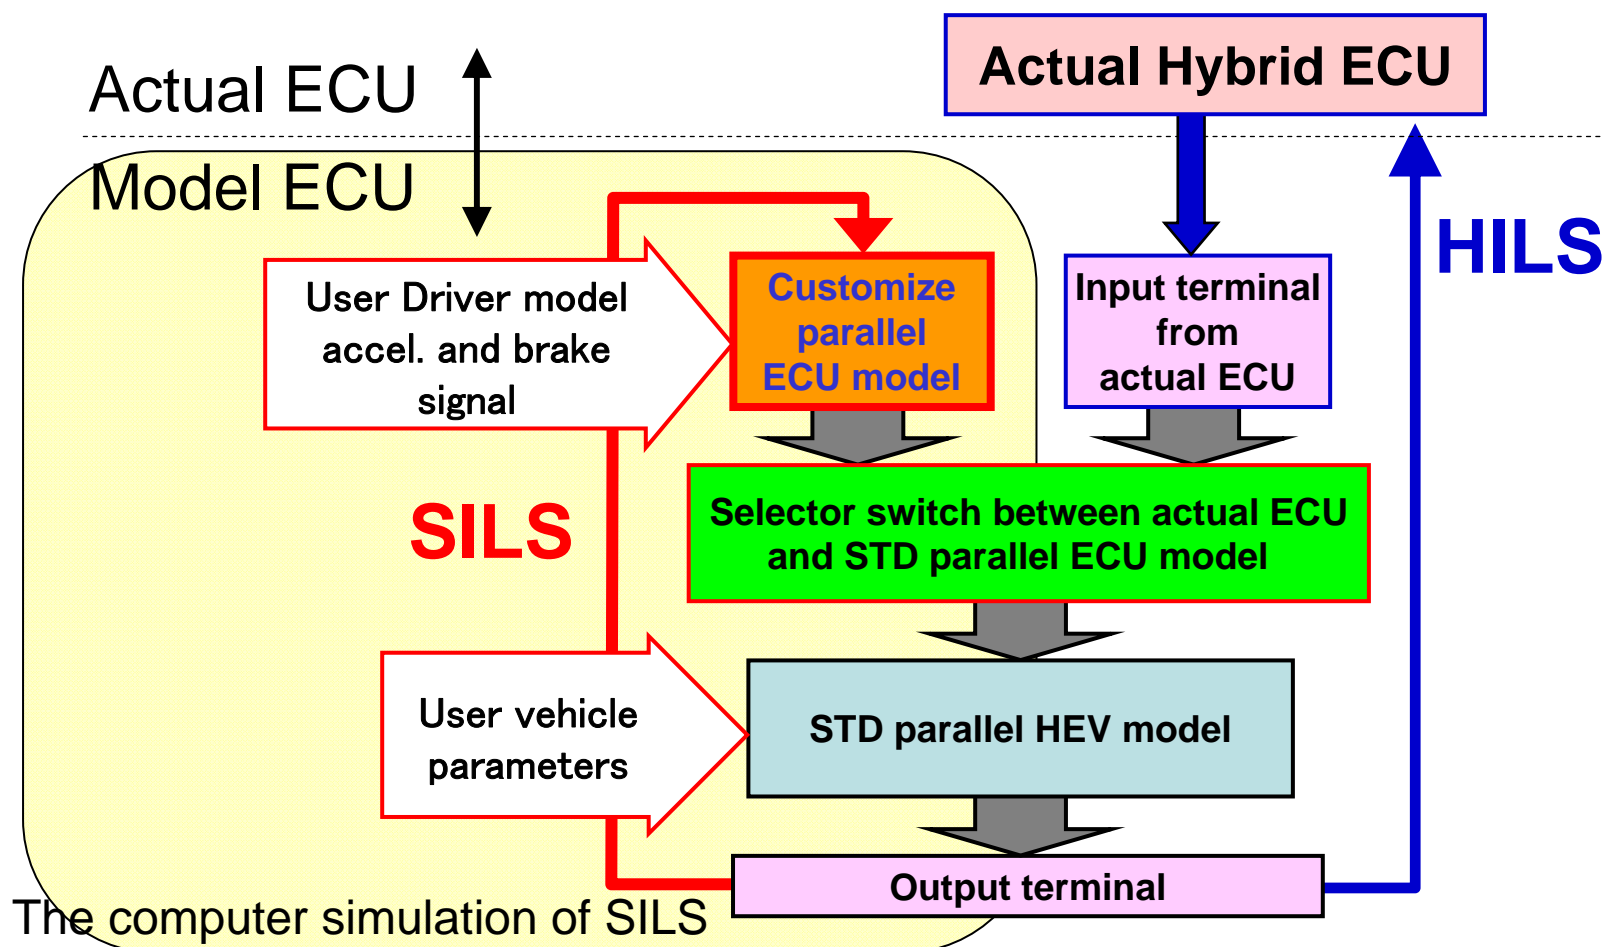 Actual ECU
Actual Hybrid ECU
Model ECU
HILS
User Driver model
accel. and brake
signal
Customize
parallel
ECU model
Input terminal
from
actual ECU
SILS
Selector switch between actual ECU
and STD parallel ECU model
User vehicle
parameters
STD parallel HEV model
Output terminal
The computer simulation of SILS